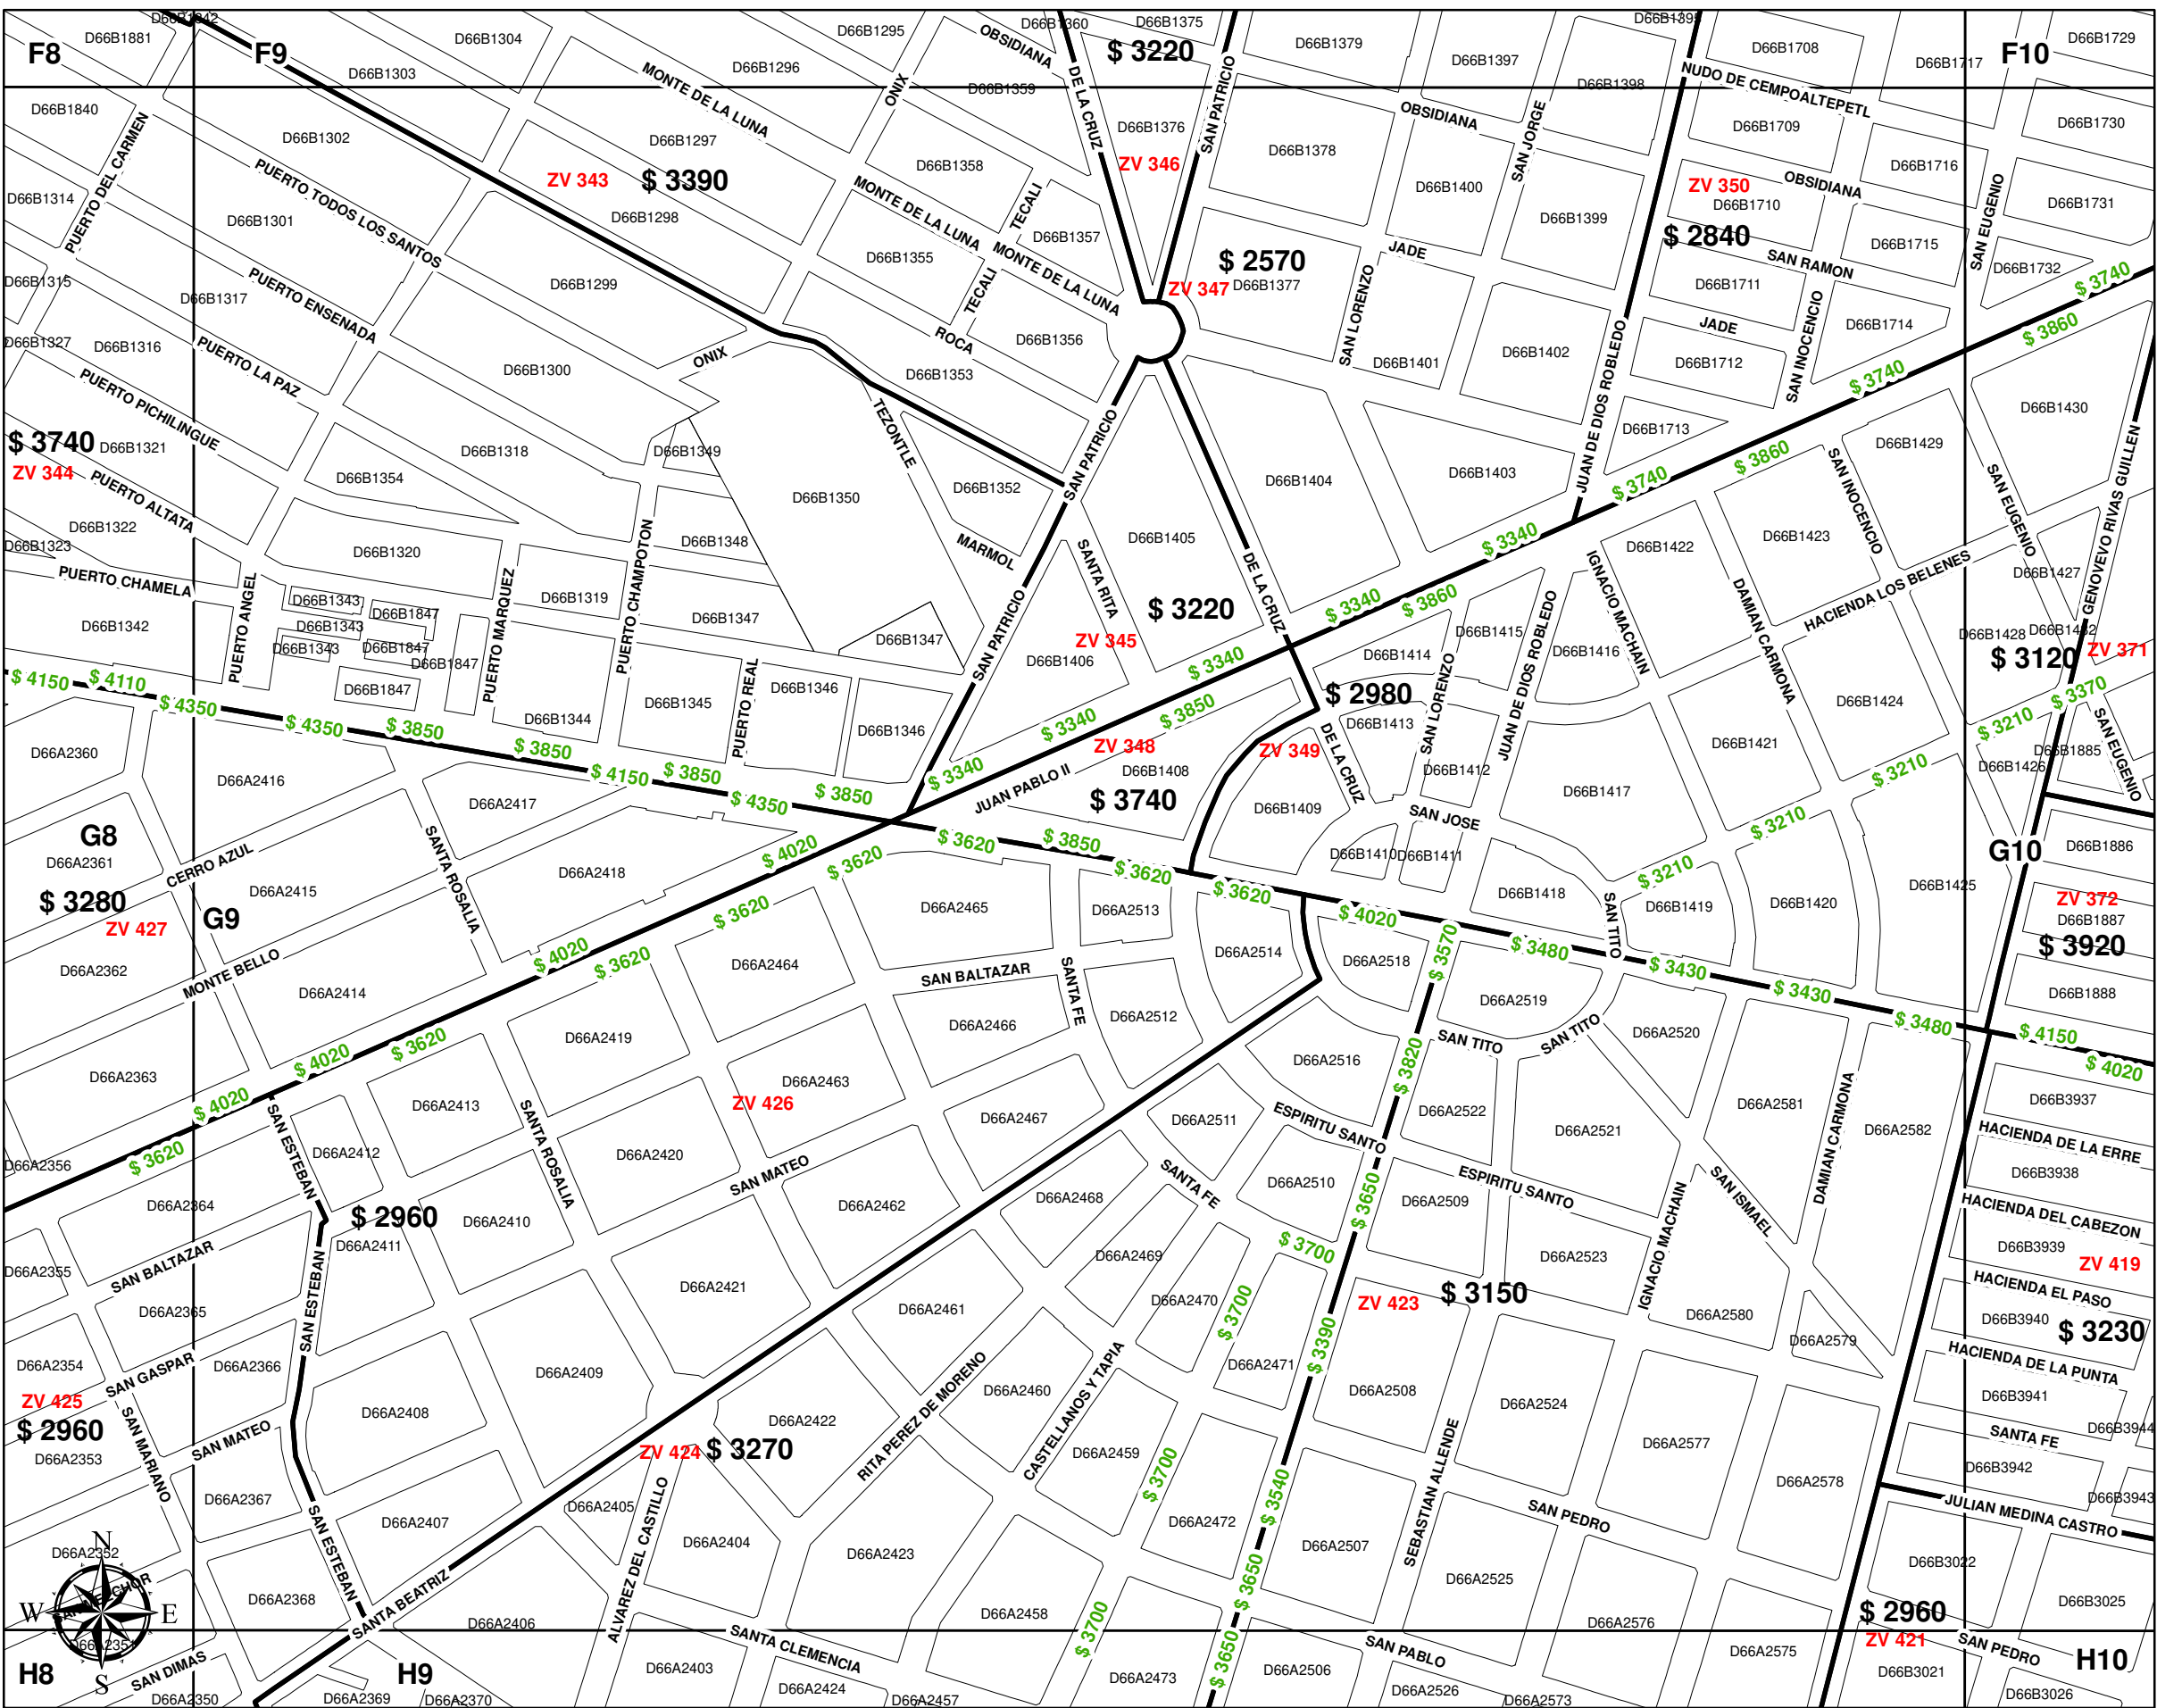 D66B1842
D66B1881
F8
F9
D66B1304
D66B1303
D66B1295
D66B1296
OBSIDIANA
D66B1360
D66B1375
$ 3220
D66B1379
D66B1397
D66B1398
D66B1395
D66B1708
D66B1717
F10
D66B1729
D66B1840
D66B1302
MONTE DE LA LUNA
ONIX
D66B1359
DE LA CRUZ
SAN PATRICIO
D66B1376
OBSIDIANA
SAN JORGE
NUDO DE CEMPOALTEPETL
D66B1709
D66B1730
PUERTO DEL CARMEN
PUERTO TODOS LOS SANTOS
D66B1297
ZV 343
$ 3390
D66B1298
D66B1358
ZV 346
D66B1378
D66B1400
D66B1399
ZV 350
OBSIDIANA
D66B1710
D66B1716
SAN EUGENIO
D66B1731
D66B1314
D66B1301
MONTE DE LA LUNA
TECALI
D66B1357
MONTE DE LA LUNA
$ 2570
ZV 347
D66B1377
JADE
SAN LORENZO
$ 2840
SAN RAMON
D66B1715
D66B1732
$ 3740
D66B1315
D66B1317
PUERTO ENSENADA
D66B1299
D66B1355
TECALI
D66B1711
SAN INOCENCIO
$ 3860
D66B1327
D66B1316
PUERTO LA PAZ
ONIX
ROCA
D66B1356
D66B1401
D66B1402
JUAN DE DIOS ROBLEDO
JADE
D66B1714
D66B1712
PUERTO PICHILINGUE
D66B1300
D66B1353
$ 3740
$ 3740
D66B1321
ZV 344
PUERTO ALTATA
D66B1354
D66B1318
D66B1349
TEZONTLE
D66B1350
D66B1352
SAN PATRICIO
D66B1404
D66B1403
D66B1713
$ 3740
$ 3860
D66B1429
D66B1430
D66B1322
D66B1323
PUERTO CHAMELA
D66B1320
D66B1348
MARMOL
D66B1405
SANTA RITA
DE LA CRUZ
$ 3340
D66B1422
D66B1423
SAN INOCENCIO
SAN EUGENIO
GENOVEVO RIVAS GUILLEN
D66B1342
PUERTO ANGEL
D66B1343
D66B1847
D66B1343
D66B1343
D66B1847
D66B1847
D66B1847
PUERTO MARQUEZ
D66B1319
PUERTO CHAMPOTON
D66B1347
D66B1347
SAN PATRICIO
$ 3220
ZV 345
D66B1406
$ 3340
$ 3860
D66B1415
IGNACIO MACHAIN
DAMIAN CARMONA
HACIENDA LOS BELENES
D66B1427
D66B1428
D66B1432
ZV 371
$ 3120
$ 4150
$ 4110
$ 4350
$ 4350
$ 3850
$ 3850
$ 4150
$ 3850
$ 4350
$ 3850
D66B1344
D66B1345
PUERTO REAL
D66B1346
D66B1346
$ 3340
$ 3340
$ 3850
$ 3340
D66B1414
$ 2980
D66B1413
ZV 349
DE LA CRUZ
SAN LORENZO
JUAN DE DIOS ROBLEDO
D66B1416
D66B1424
$ 3210
$ 3370
SAN EUGENIO
D66A2360
D66A2416
D66A2417
JUAN PABLO II
ZV 348
D66B1408
$ 3740
D66B1409
D66B1412
D66B1417
D66B1421
$ 3210
D66B1885
D66B1426
G8
D66A2361
$ 3280
ZV 427
CERRO AZUL
SANTA ROSALIA
D66A2418
$ 4020
$ 3620
$ 3620
$ 3850
$ 3620
SAN JOSE
D66B1410
D66B1411
$ 3210
G10
D66B1886
D66A2415
G9
$ 3620
D66A2465
D66A2513
$ 3620
$ 4020
D66B1418
SAN TITO
$ 3210
D66B1419
D66B1420
D66B1425
ZV 372
D66B1887
$ 3920
D66A2362
MONTE BELLO
D66A2414
$ 4020
$ 3620
D66A2464
SAN BALTAZAR
SANTA FE
D66A2514
D66A2518
$ 3570
$ 3480
$ 3430
$ 3430
D66B1888
D66A2519
D66A2419
D66A2466
D66A2512
SAN TITO
SAN TITO
D66A2520
$ 3480
$ 4150
$ 4020
D66A2363
$ 4020
$ 3620
D66A2463
ZV 426
D66A2516
$ 3820
$ 4020
SAN ESTEBAN
D66A2413
SANTA ROSALIA
D66A2467
D66A2511
ESPIRITU SANTO
D66A2522
D66A2521
D66A2581
DAMIAN CARMONA
D66A2582
D66B3937
HACIENDA DE LA ERRE
D66A2356
$ 3620
D66A2412
D66A2420
SAN MATEO
D66A2468
SANTA FE
D66A2510
$ 3650
ESPIRITU SANTO
D66A2509
SAN ISMAEL
D66B3938
HACIENDA DEL CABEZON
D66A2364
$ 2960
D66A2410
D66A2462
D66A2411
SAN BALTAZAR
D66A2355
D66A2469
$ 3700
D66A2523
IGNACIO MACHAIN
D66B3939
ZV 419
D66A2365
SAN ESTEBAN
D66A2421
D66A2461
D66A2470
$ 3700
ZV 423
$ 3150
D66A2580
D66A2579
HACIENDA EL PASO
D66B3940
$ 3230
D66A2354
ZV 425
$ 2960
D66A2353
SAN GASPAR
D66A2366
SAN MARIANO
SAN MATEO
D66A2409
D66A2408
RITA PEREZ DE MORENO
D66A2460
CASTELLANOS Y TAPIA
D66A2471
$ 3390
D66A2508
D66A2524
HACIENDA DE LA PUNTA
D66B3941
D66B3944
D66A2422
ZV 424
$ 3270
D66A2459
$ 3700
SEBASTIAN ALLENDE
D66A2577
D66A2578
SANTA FE
D66B3942
D66B3943
D66A2367
SAN ESTEBAN
D66A2407
D66A2405
ALVAREZ DEL CASTILLO
D66A2404
D66A2423
D66A2472
$ 3540
D66A2507
SAN PEDRO
JULIAN MEDINA CASTRO
N
D66A2352
SAN MELCHOR
W
E
S
D66A2351
D66A2368
SANTA BEATRIZ
D66A2406
D66A2458
$ 3650
D66A2525
D66B3022
D66B3025
$ 2960
ZV 421
H8
SAN DIMAS
D66A2350
H9
D66A2369
D66A2370
SANTA CLEMENCIA
D66A2403
D66A2424
D66A2457
$ 3700
D66A2473
$ 3650
D66A2506
SAN PABLO
D66A2526
D66A2573
D66A2576
D66A2575
D66B3021
SAN PEDRO
D66B3026
H10